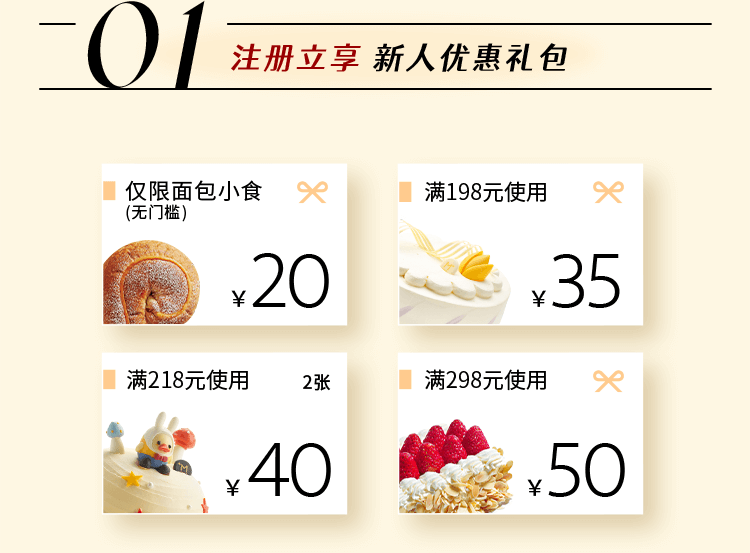 01
注册立享 新人优惠礼包
仅限面包小食
(无门槛)
¥20
满198元使用
¥35
满218元使用 2张
M
¥40
满298元使用
¥50